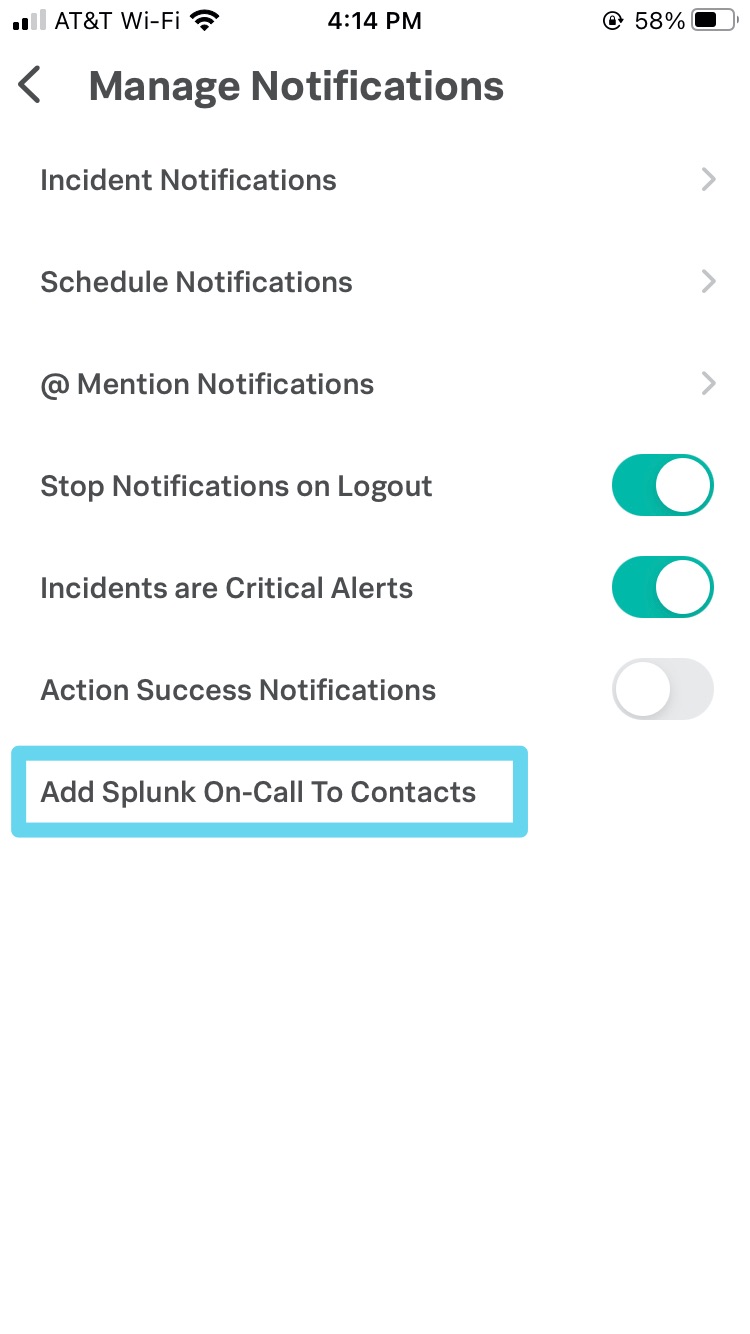 AT&T Wi-Fi 4:14 PM 58%
Manage Notifications
Incident Notifications
Schedule Notifications
@ Mention Notifications
Stop Notifications on Logout
Incidents are Critical Alerts
Action Success Notifications
Add Splunk On-Call To Contacts